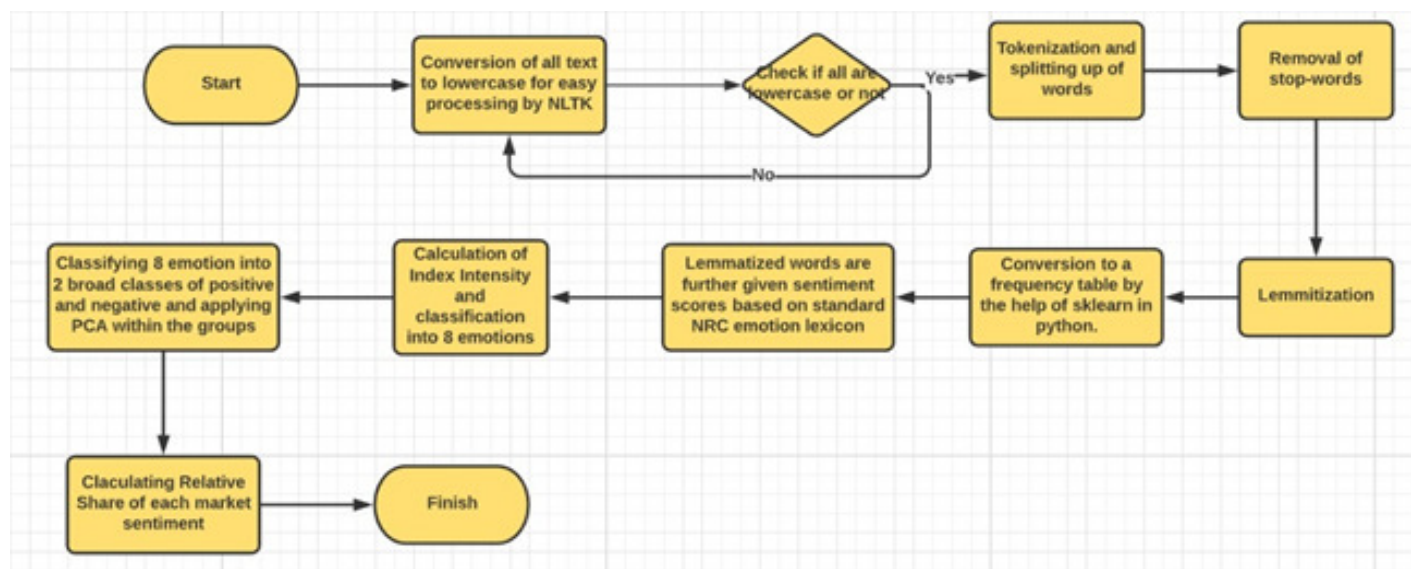 Start
Conversion of all text
to lowercase for easy
processing by NLTK
Check if all are
lowercase or not
Yes
No
Tokenization and
splitting up of
words
Removal of
stop-words
Lemmitization
Conversion to a
frequency table by
the help of sklearn in
python.
Lemmatized words are
further given sentiment
scores based on standard
NRC emotion lexicon
Calculation of
Index Intensity
and
classification
into 8 emotions
Classifying 8 emotion into
2 broad classes of positive
and negative and applying
PCA within the groups
Claculating Relative
Share of each market
sentiment
Finish